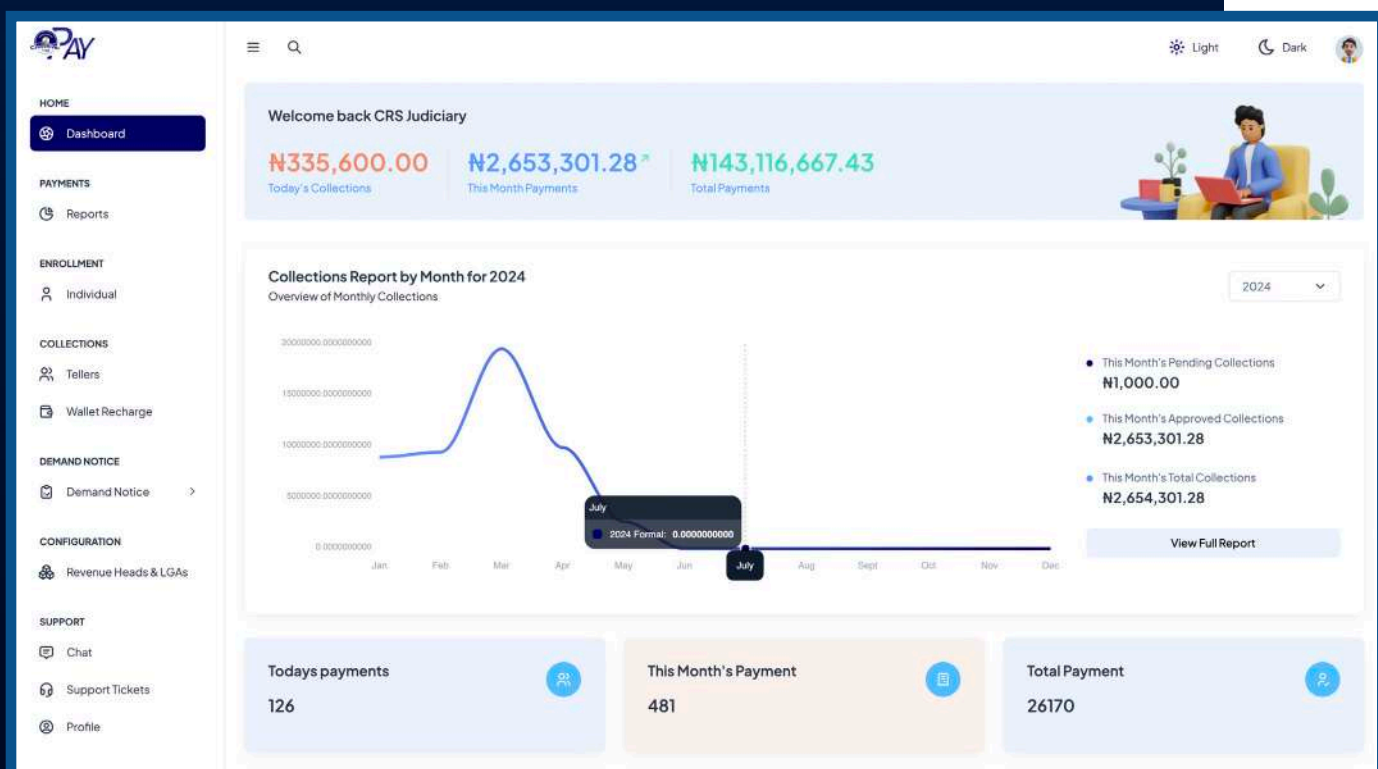 PAY
Light
Dark
HOME
Dashboard
PAYMENTS
Reports
ENROLLMENT
Individual
COLLECTIONS
Tellers
Wallet Recharge
DEMAND NOTICE
Demand Notice
CONFIGURATION
Revenue Heads & LGAs
SUPPORT
Chat
Support Tickets
Profile
Welcome back CRS Judiciary
₦335,600.00
Today's Collections
₦2,653,301.28
This Month Payments
₦143,116,667.43
Total Payments
Collections Report by Month for 2024
Overview of Monthly Collections
2024
20000000.0000000000
15000000.0000000000
10000000.0000000000
5000000.0000000000
0.0000000000
July
2024 Formal: 0.0000000000
Jan Feb Mar Apr May Jun July Aug Sept Oct Nov Dec
This Month's Pending Collections
₦1,000.00
This Month's Approved Collections
₦2,653,301.28
This Month's Total Collections
₦2,654,301.28
View Full Report
Todays payments
126
This Month's Payment
481
Total Payment
26170